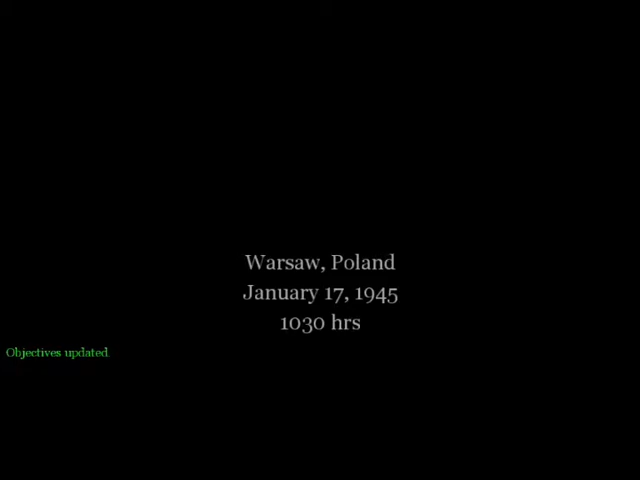 Warsaw, Poland
January 17, 1945
1030 hrs
Objectives updated.